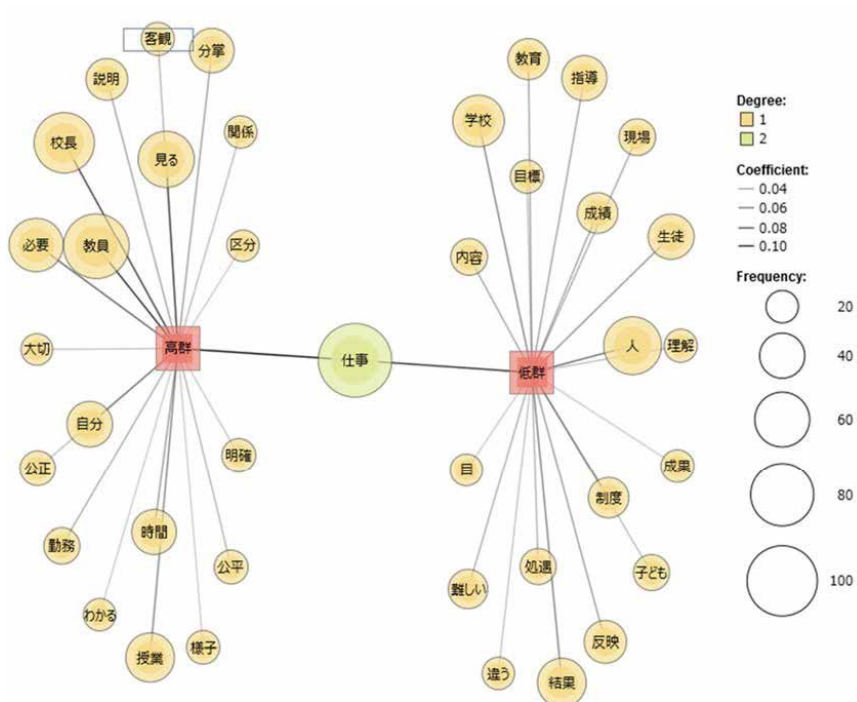 客観
分掌
説明
関係
校長
見る
必要
教員
区分
大切
高群
自分
公正
明確
勤務
時間
公平
わかる
授業
様子
仕事
教育
指導
学校
現場
目標
成績
生徒
内容
人
理解
低群
目
成果
制度
処遇
子ども
難しい
反映
違う
結果
Degree:
1
2
Coefficient:
0.04
0.06
0.08
0.10
Frequency:
20
40
60
80
100